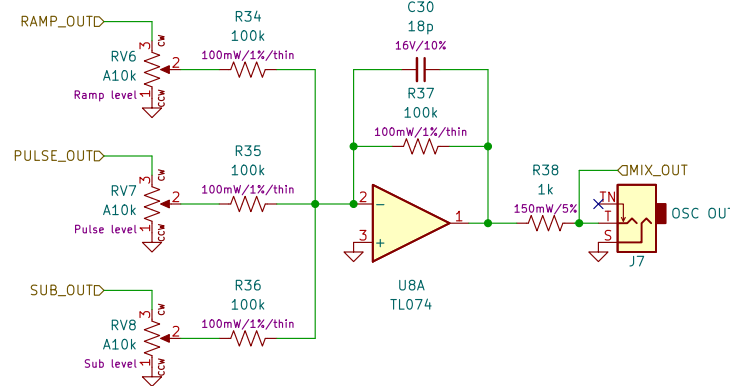 RAMP_OUT
3
CW
RV6
A10k
2
Ramp level
1
CCW
R34
100k
100mW/1%/thin
PULSE_OUT
3
CW
RV7
A10k
2
Pulse level
1
CCW
R35
100k
100mW/1%/thin
SUB_OUT
3
CW
RV8
A10k
2
Sub level
1
CCW
R36
100k
100mW/1%/thin
C30
18p
16V/10%
R37
100k
100mW/1%/thin
2
−
3
+
1
U8A
TL074
R38
1k
150mW/5%
MIX_OUT
TN
T
S
OSC OUT
J7